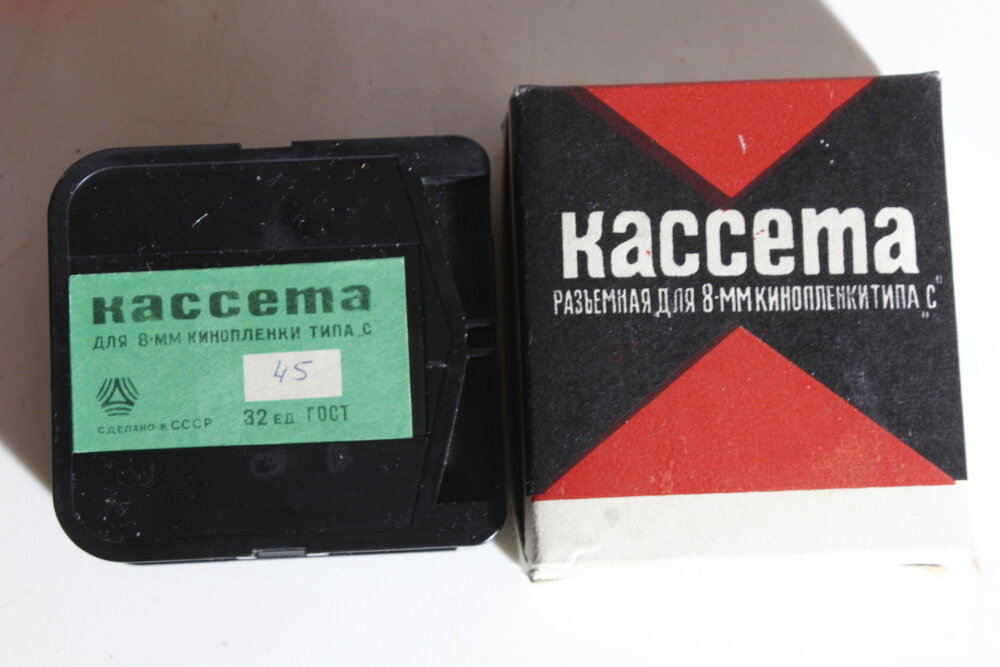 кассета
для 8-мм кинопленки типа „С"
45
сделано в СССР
32 ед. ГОСТ
кассета
РАЗЪЕМНАЯ ДЛЯ 8-ММ КИНОПЛЕНКИ ТИПА „С"